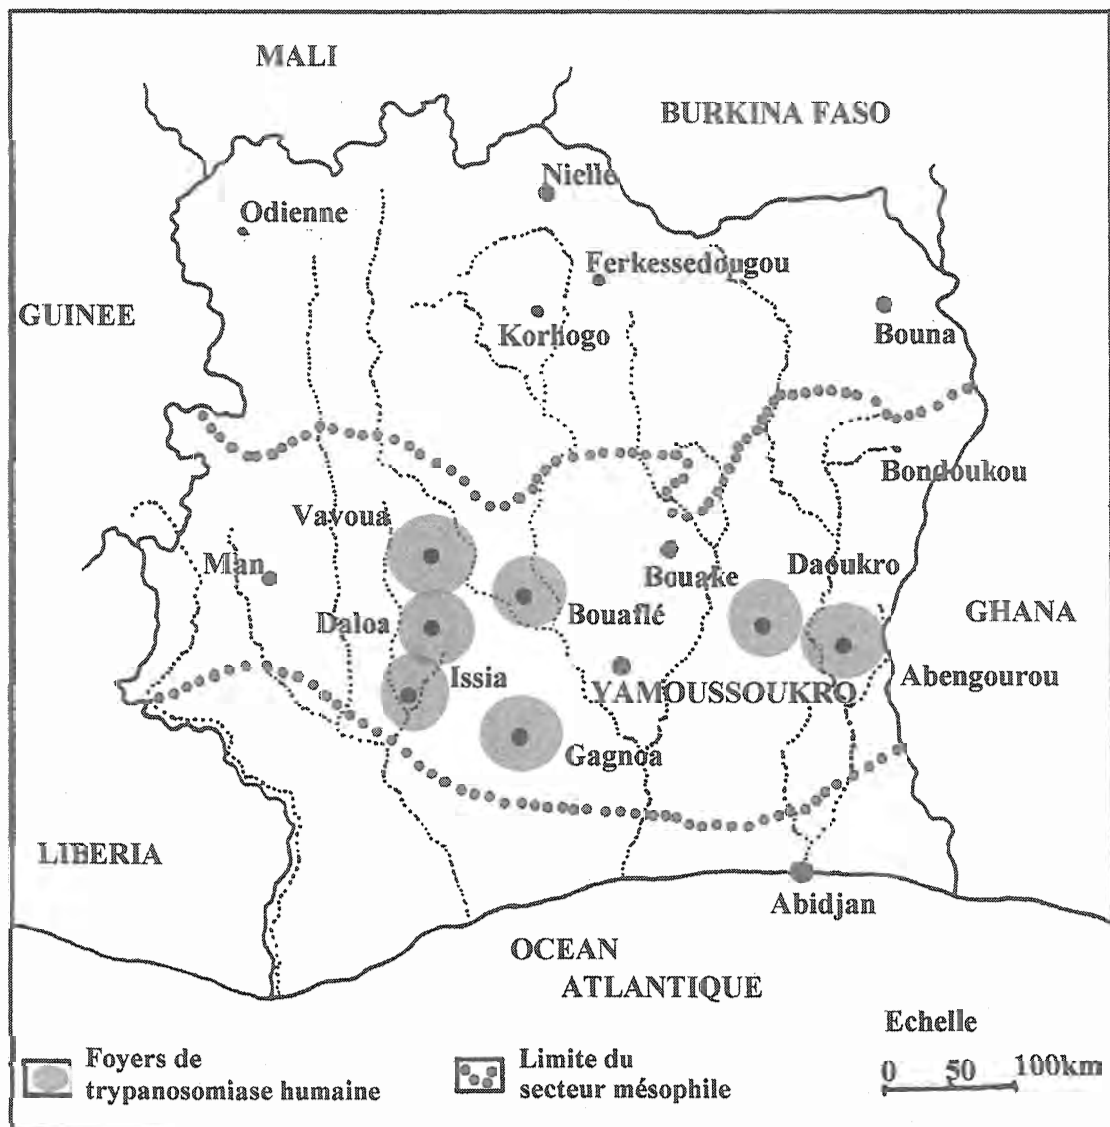 MALI
BURKINA FASO
Nielle
Odienne
Ferkessedougou
GUINEE
Korhogo
Bouna
Bondoukou
Vavoua
Man
Bouake
Daoukro
Daloa
Bouaflé
GHANA
Issia
YAMOUSSOUKRO
Abengourou
Gagnoa
LIBERIA
Abidjan
OCEAN
ATLANTIQUE
Echelle
0 50 100km
Foyers de
trypanosomiase humaine
Limite du
secteur mésophile